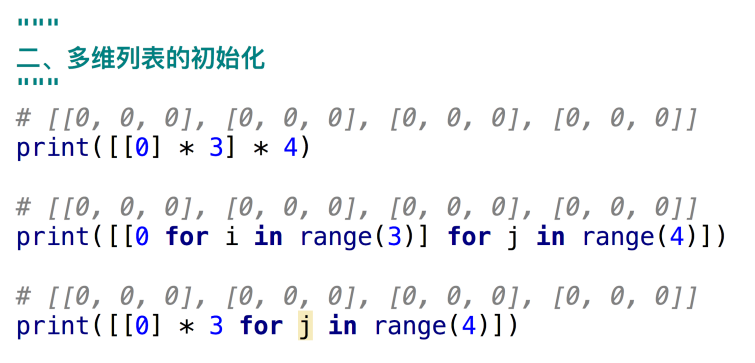 """
二、多维列表的初始化
"""
# [[0, 0, 0], [0, 0, 0], [0, 0, 0], [0, 0, 0]]
print([[0] * 3] * 4)
# [[0, 0, 0], [0, 0, 0], [0, 0, 0], [0, 0, 0]]
print([[0 for i in range(3)] for j in range(4)])
# [[0, 0, 0], [0, 0, 0], [0, 0, 0], [0, 0, 0]]
print([[0] * 3 for j in range(4)])